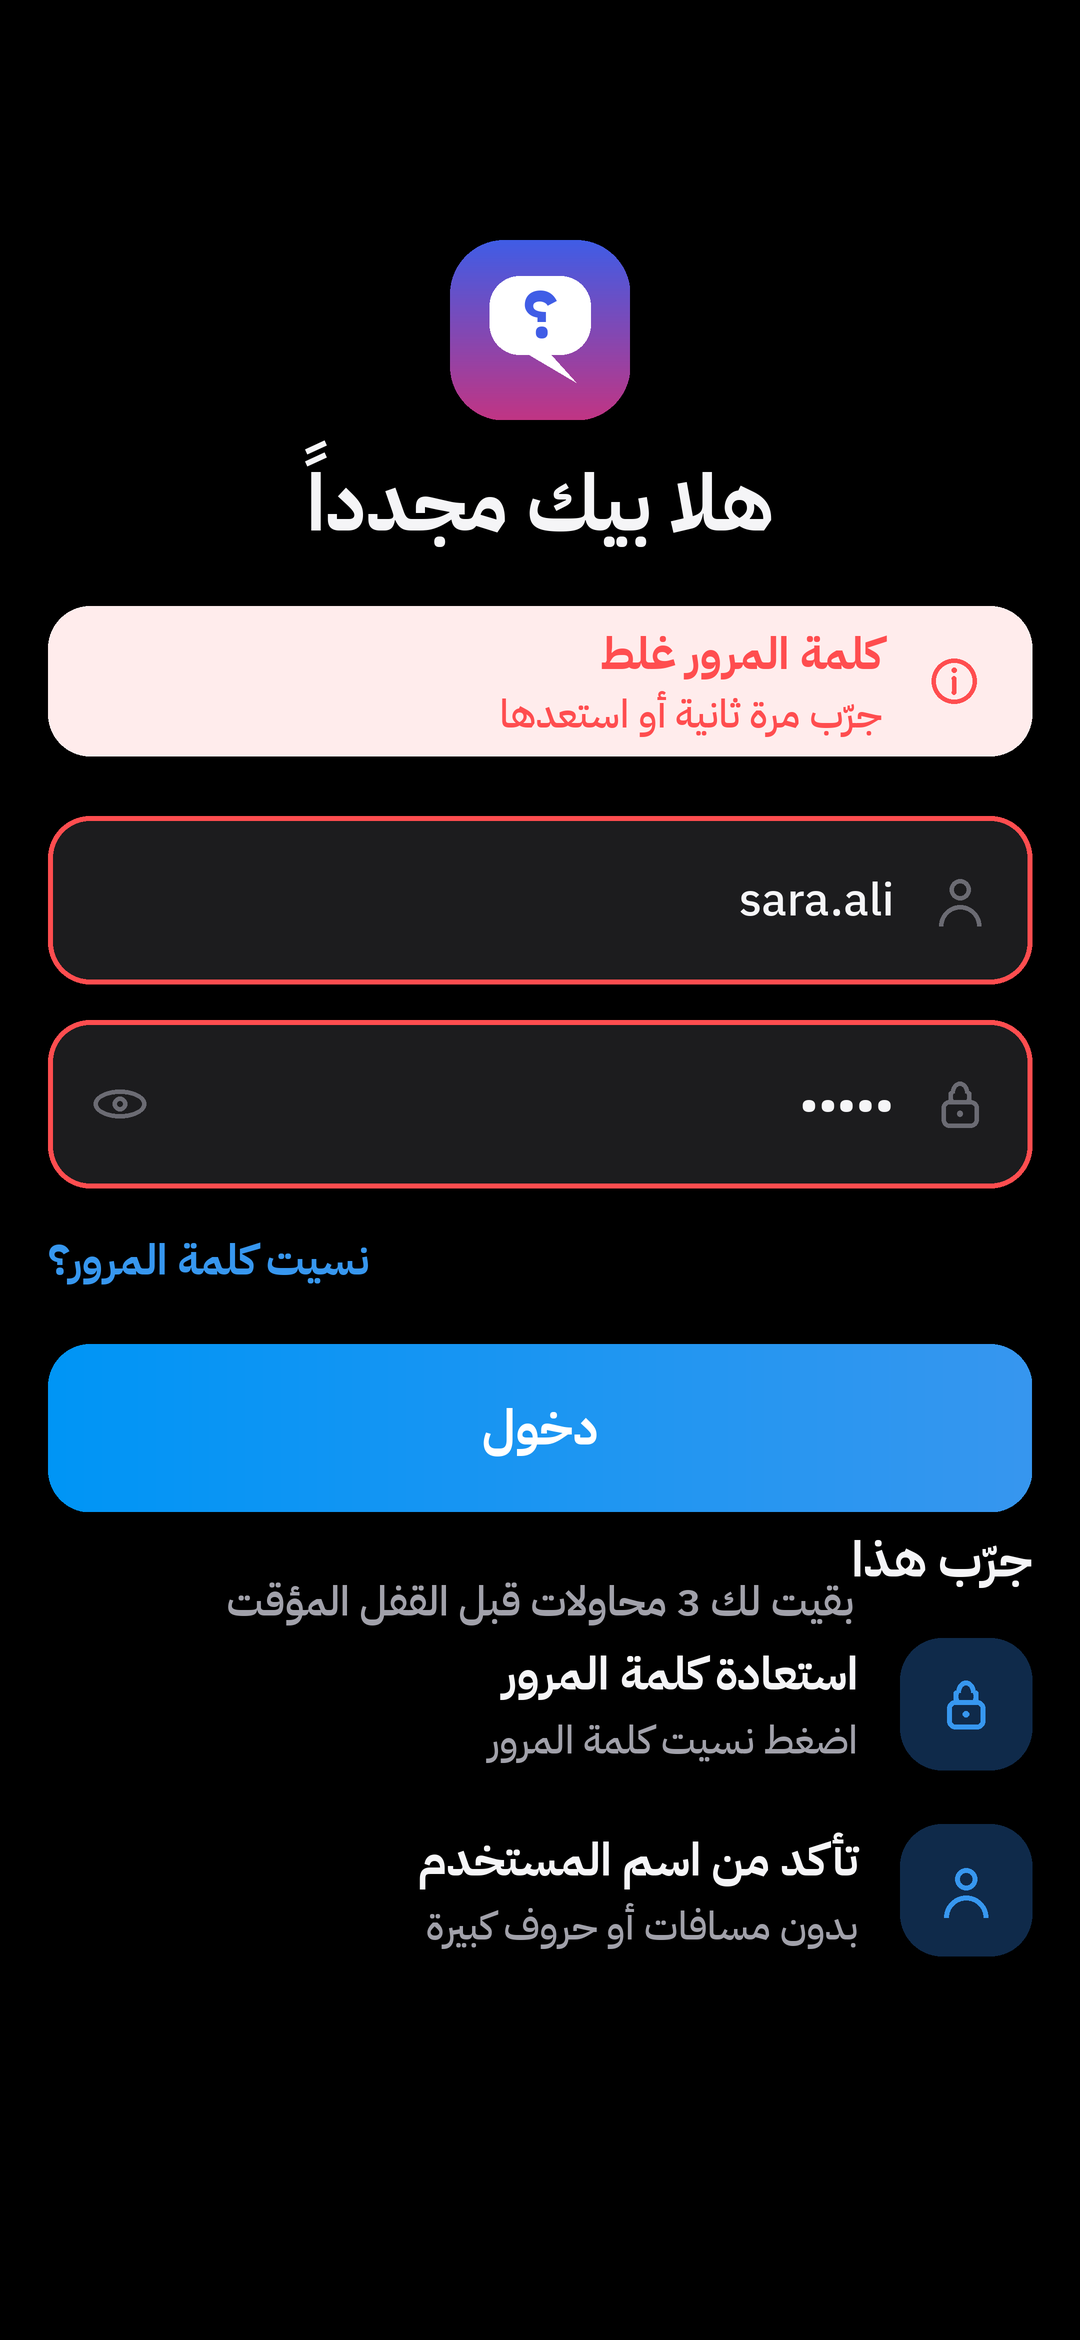 ؟
هلا بيك مجدداً
كلمة المرور غلط
جرّب مرة ثانية أو استعدها
sara.ali
•••••
نسيت كلمة المرور؟
دخول
جرّب هذا
بقيت لك 3 محاولات قبل القفل المؤقت
استعادة كلمة المرور
اضغط نسيت كلمة المرور
تأكد من اسم المستخدم
بدون مسافات أو حروف كبيرة